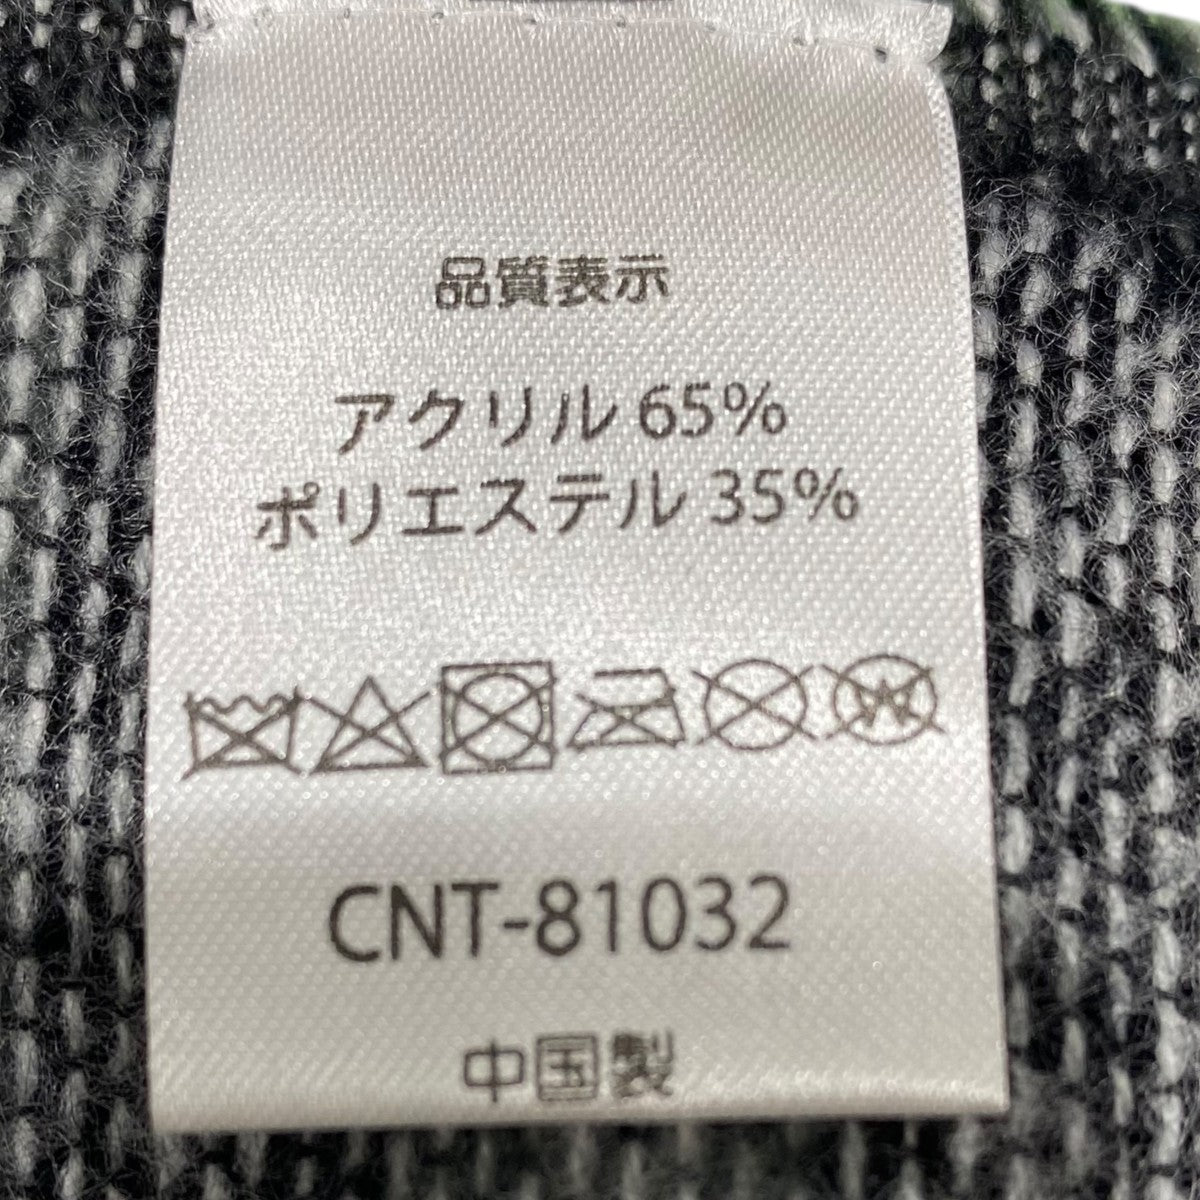 品質表示
アクリル 65%
ポリエステル 35%
CNT-81032
中国製